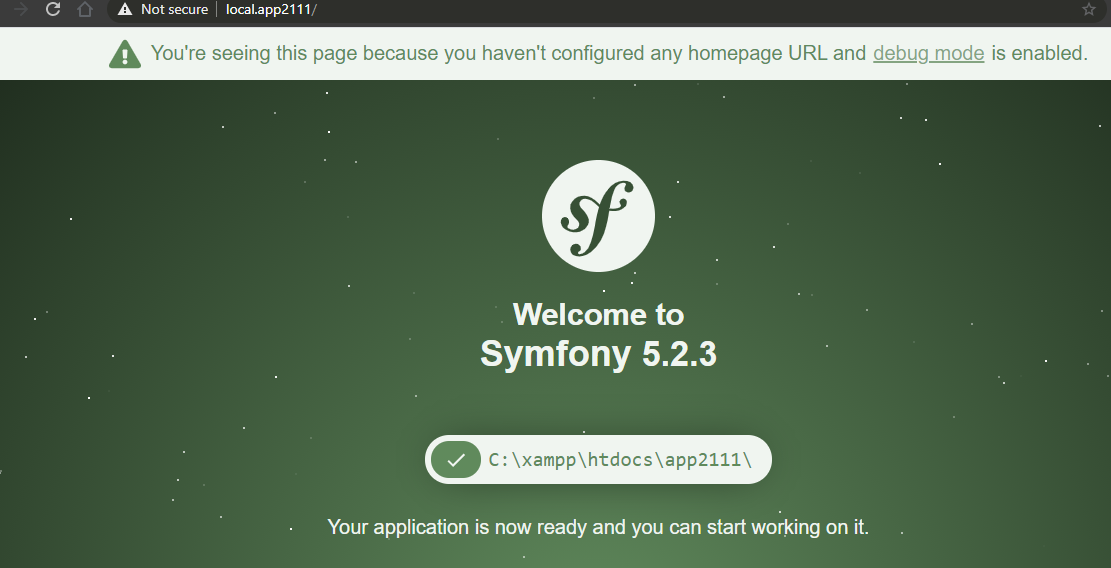 Not secure local.app2111/
You're seeing this page because you haven't configured any homepage URL and debug mode is enabled.
sf
Welcome to
Symfony 5.2.3
C:\xampp\htdocs\app2111\
Your application is now ready and you can start working on it.